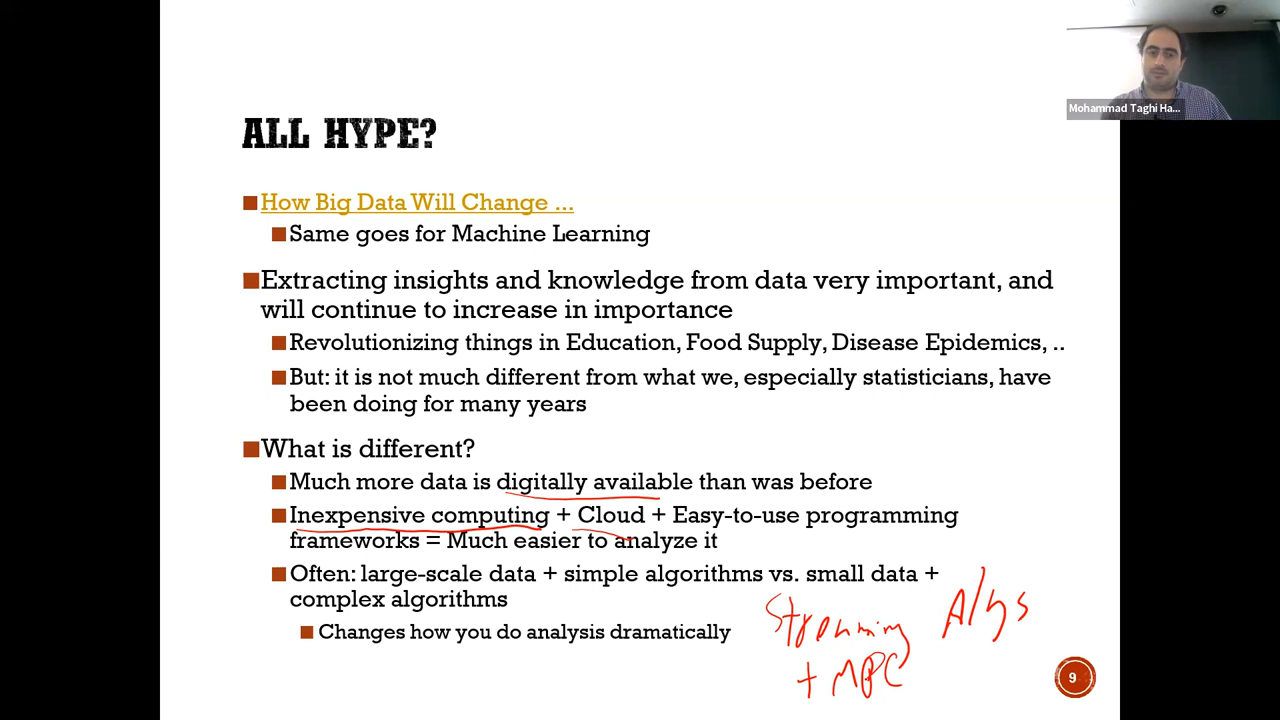 Mohammad Taghi Ha...
ALL HYPE?
How Big Data Will Change ...
Same goes for Machine Learning
Extracting insights and knowledge from data very important, and
will continue to increase in importance
Revolutionizing things in Education, Food Supply, Disease Epidemics, ..
But: it is not much different from what we, especially statisticians, have
been doing for many years
What is different?
Much more data is digitally available than was before
Inexpensive computing + Cloud + Easy-to-use programming
frameworks = Much easier to analyze it
Often: large-scale data + simple algorithms vs. small data +
complex algorithms
Changes how you do analysis dramatically
Streaming Algs
+ MPC
9